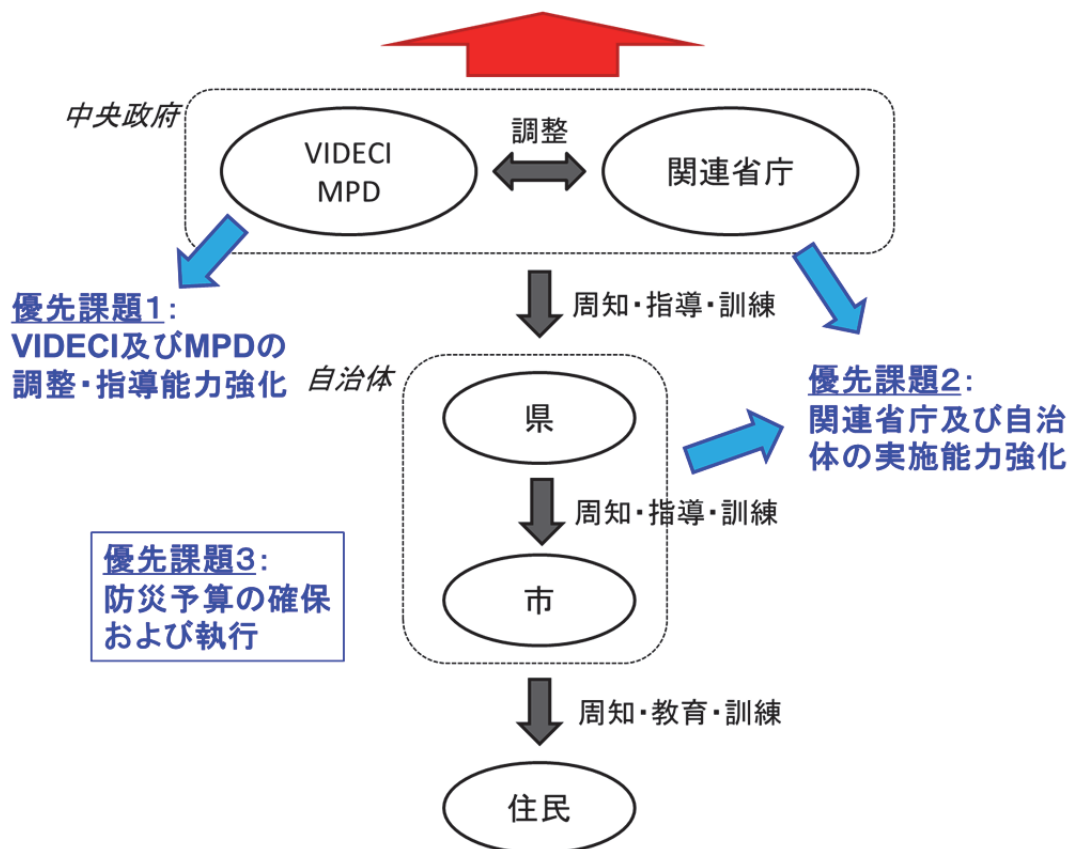 中央政府
VIDECI
MPD
調整
関連省庁
周知・指導・訓練
優先課題1:
VIDECI及びMPDの
調整・指導能力強化
自治体
県
優先課題2:
関連省庁及び自治
体の実施能力強化
周知・指導・訓練
優先課題3:
防災予算の確保
および執行
市
周知・教育・訓練
住民